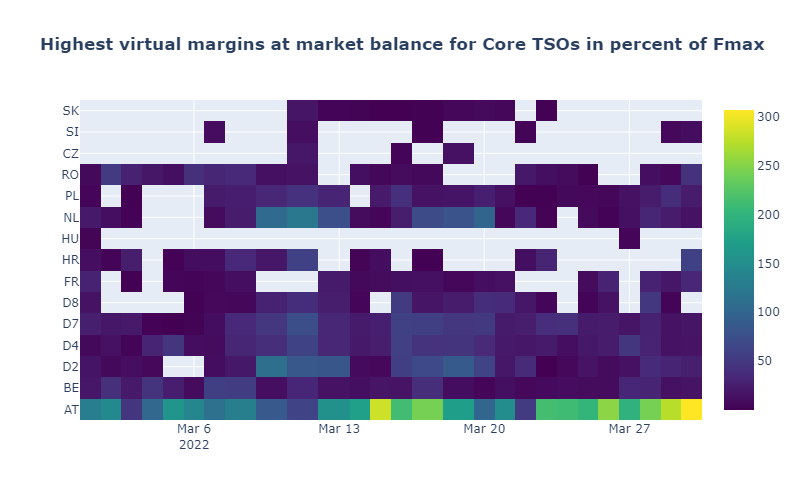 Highest virtual margins at market balance for Core TSOs in percent of Fmax
SK
SI
CZ
RO
PL
NL
HU
HR
FR
D8
D7
D4
D2
BE
AT
Mar 6
2022
Mar 13
Mar 20
Mar 27
300
250
200
150
100
50